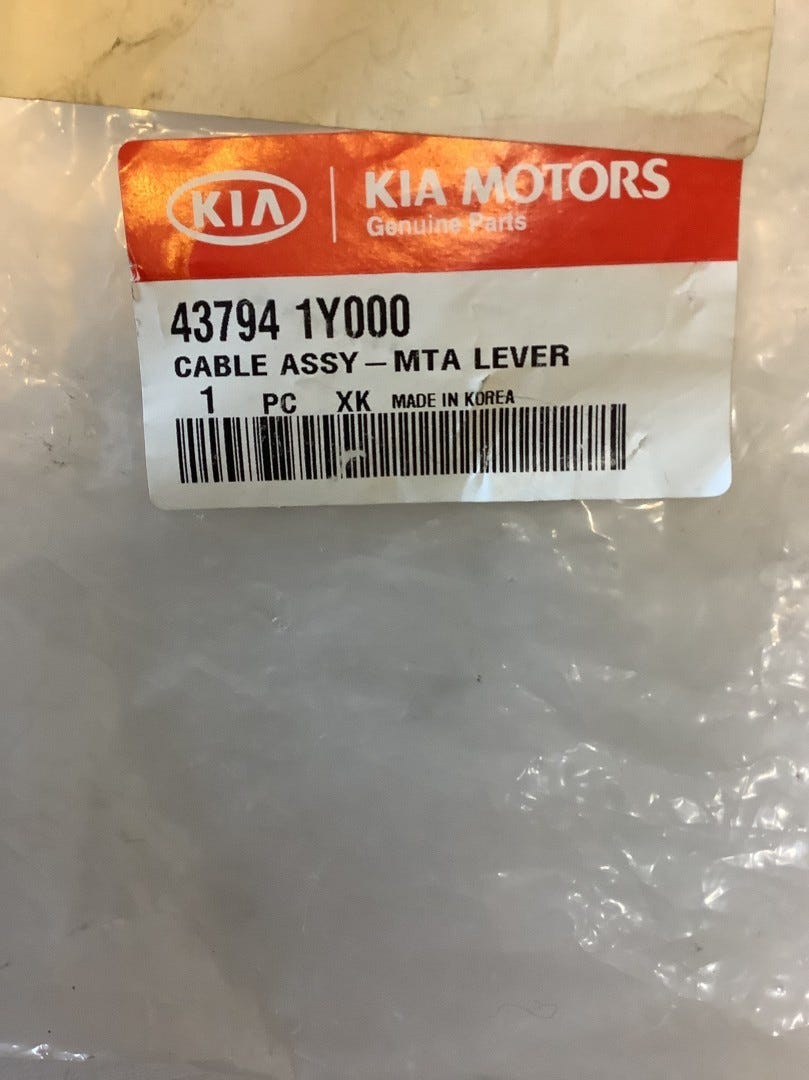 KIA
KIA MOTORS
Genuine Parts
43794 1Y000
CABLE ASSY – MTA LEVER
1 PC XK MADE IN KOREA